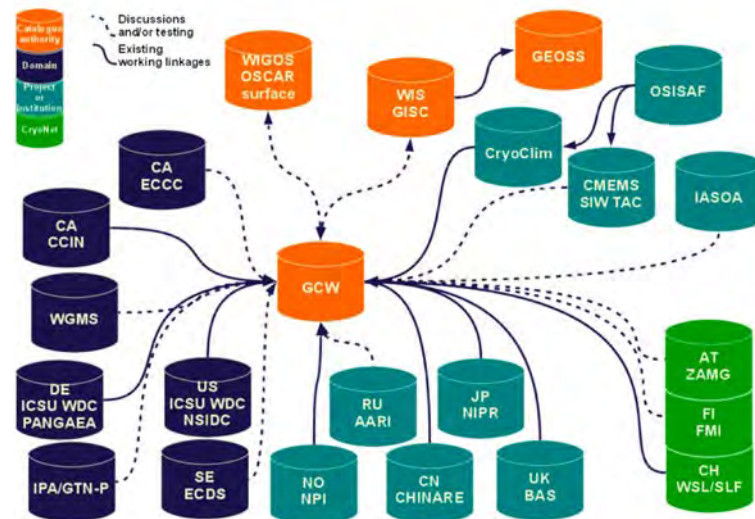 Catalogue
authority
Domain
Project
or
institution
CryoNet
Discussions
and/or testing
Existing
working linkages
WIGOS
OSCAR
surface
WIS
GISC
GEOSS
OSISAF
CryoClim
CMEMS
SIW TAC
IASOA
CA
ECCC
CA
CCIN
WGMS
GCW
DE
ICSU WDC
PANGAEA
US
ICSU WDC
NSIDC
IPA/GTN-P
SE
ECDS
NO
NPI
RU
AARI
CN
CHINARE
JP
NIPR
UK
BAS
AT
ZAMG
FI
FMI
CH
WSL/SLF